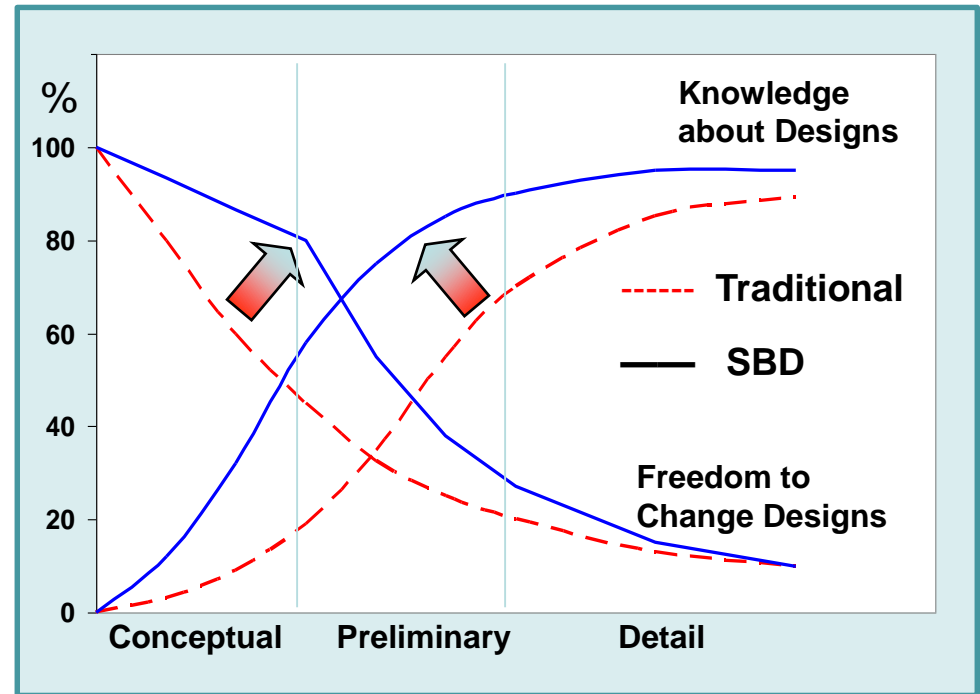 %
100
80
60
40
20
0
Knowledge
about Designs
Traditional
SBD
Freedom to
Change Designs
Conceptual Preliminary Detail